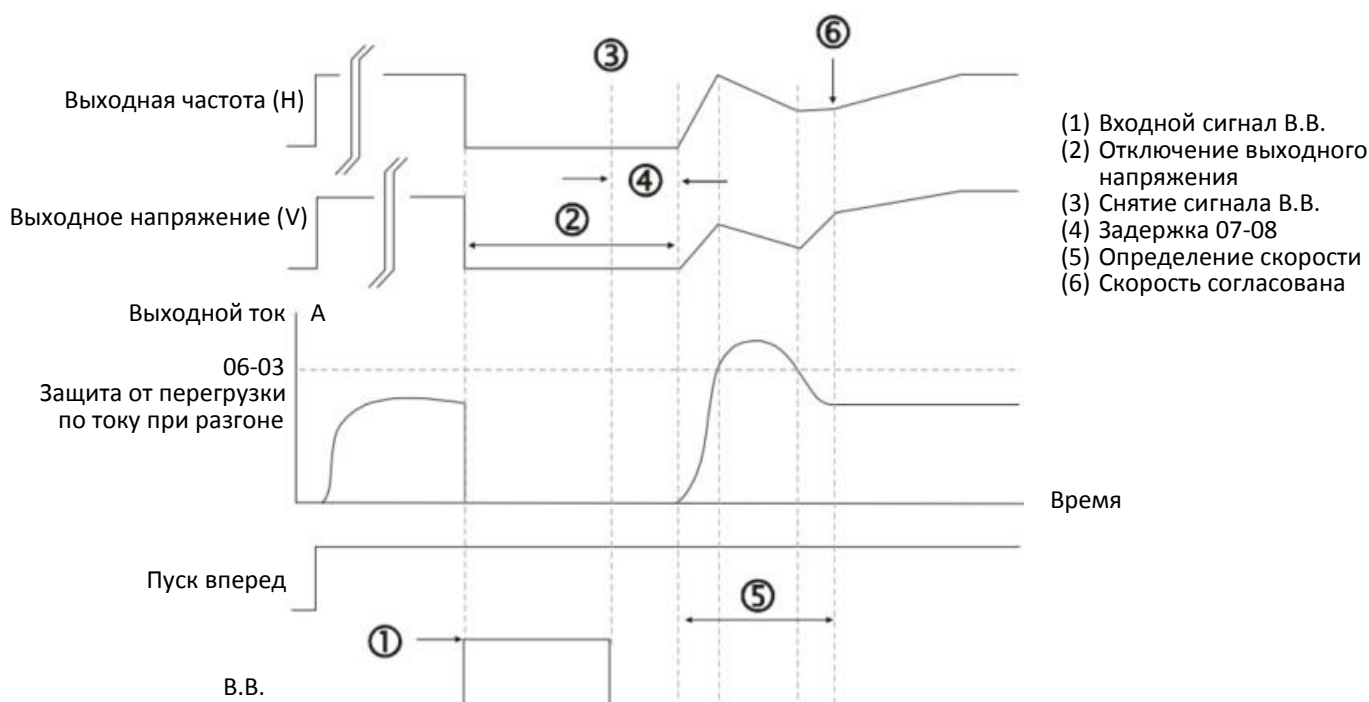 ③
⑥
Выходная частота (H)
④
Выходное напряжение (V)
②
(1) Входной сигнал В.В.
(2) Отключение выходного
напряжения
(3) Снятие сигнала В.В.
(4) Задержка 07-08
(5) Определение скорости
(6) Скорость согласована
Выходной ток A
06-03
Защита от перегрузки
по току при разгоне
Время
Пуск вперед
⑤
①
В.В.